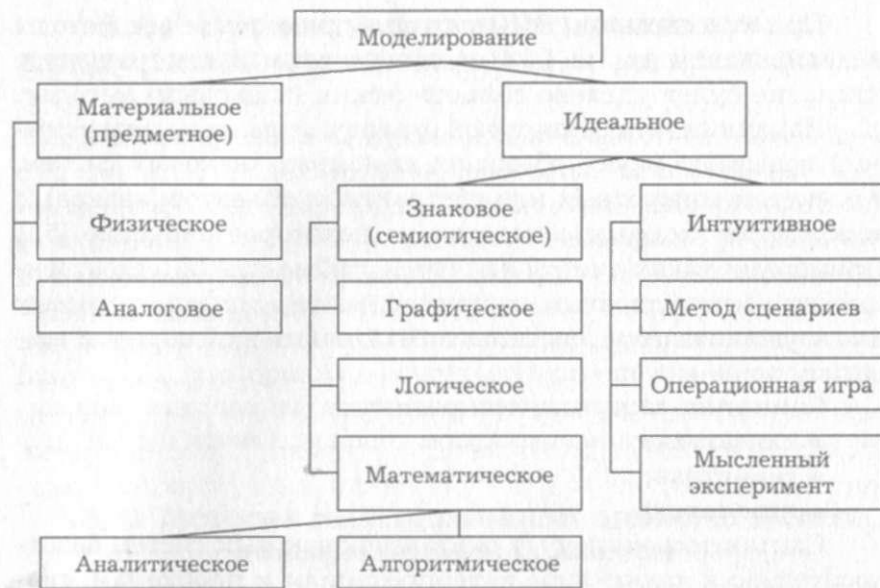 Моделирование
Материальное
(предметное)
Идеальное
Физическое
Знаковое
(семиотическое)
Интуитивное
Аналоговое
Графическое
Метод сценариев
Логическое
Операционная игра
Математическое
Мысленный
эксперимент
Аналитическое
Алгоритмическое